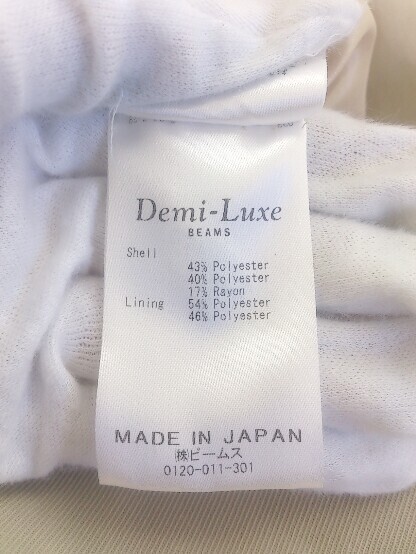 Demi-Luxe
BEAMS
Shell
43% Polyester
40% Polyester
17% Rayon
Lining 54% Polyester
46% Polyester
MADE IN JAPAN
㈱ビームス
0120-011-301